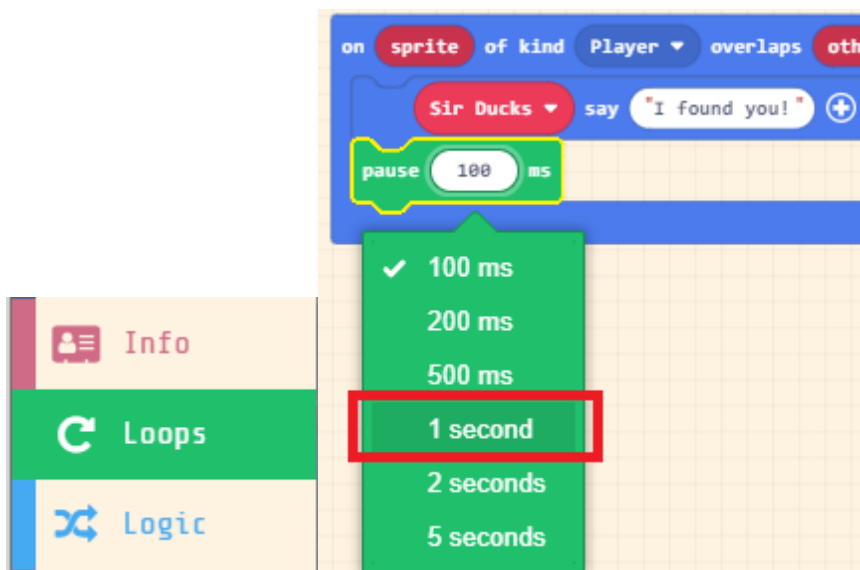 on sprite of kind Player overlaps
Sir Ducks say "I found you!"
pause 100 ms
100 ms
200 ms
500 ms
1 second
2 seconds
5 seconds
Info
Loops
Logic